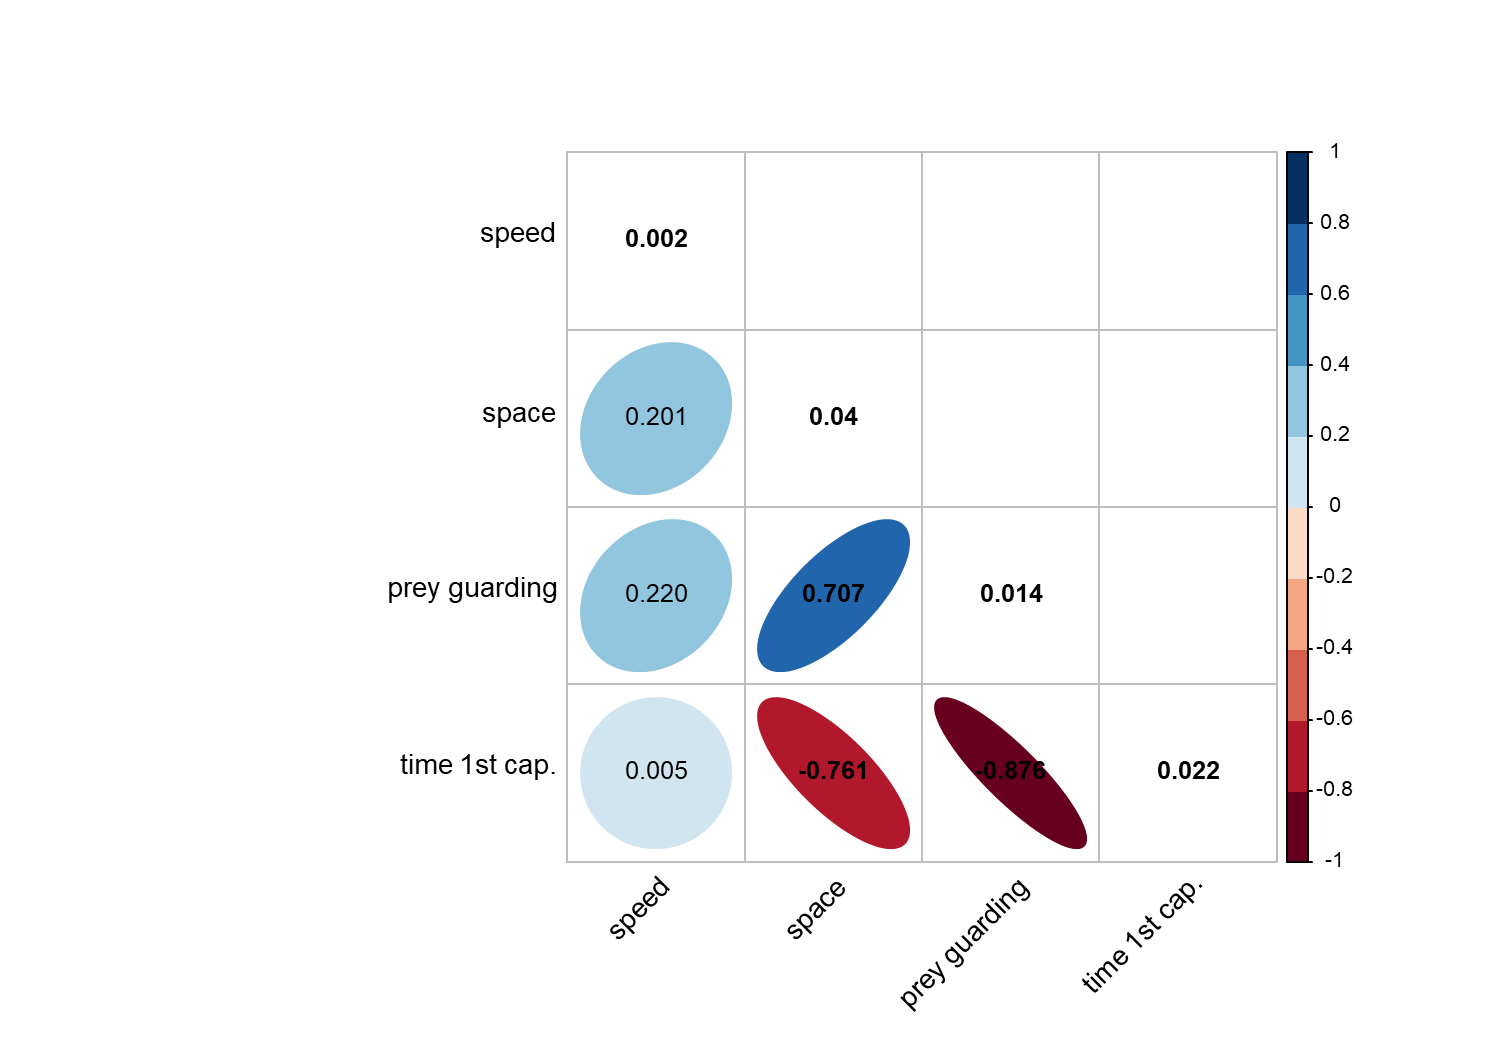 speed 0.002
space 0.201 0.04
prey guarding 0.220 0.707 0.014
time 1st cap. 0.005 -0.761 -0.876 0.022
speed space prey guarding time 1st cap.
1
0.8
0.6
0.4
0.2
0
-0.2
-0.4
-0.6
-0.8
-1